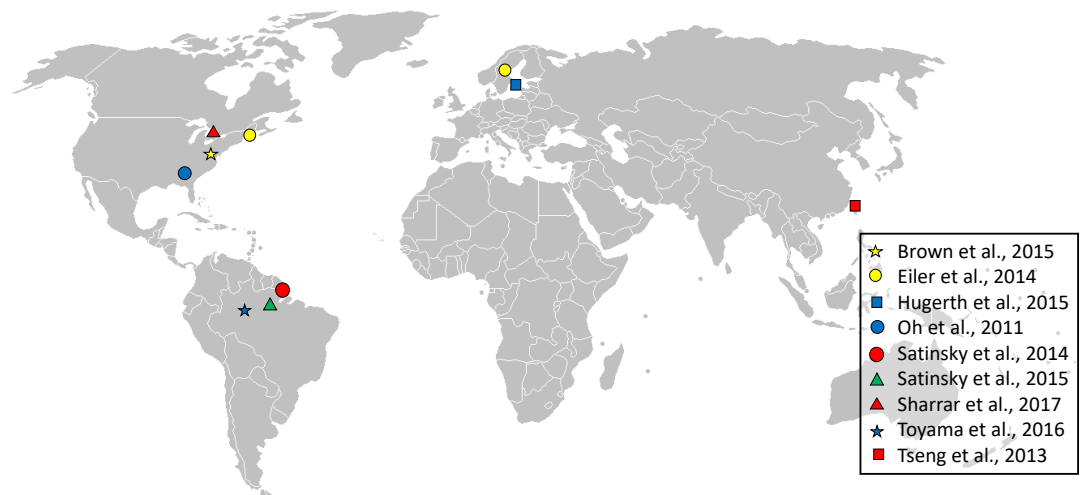 Brown et al., 2015
Eiler et al., 2014
Hugerth et al., 2015
Oh et al., 2011
Satinsky et al., 2014
Satinsky et al., 2015
Sharrar et al., 2017
Toyama et al., 2016
Tseng et al., 2013